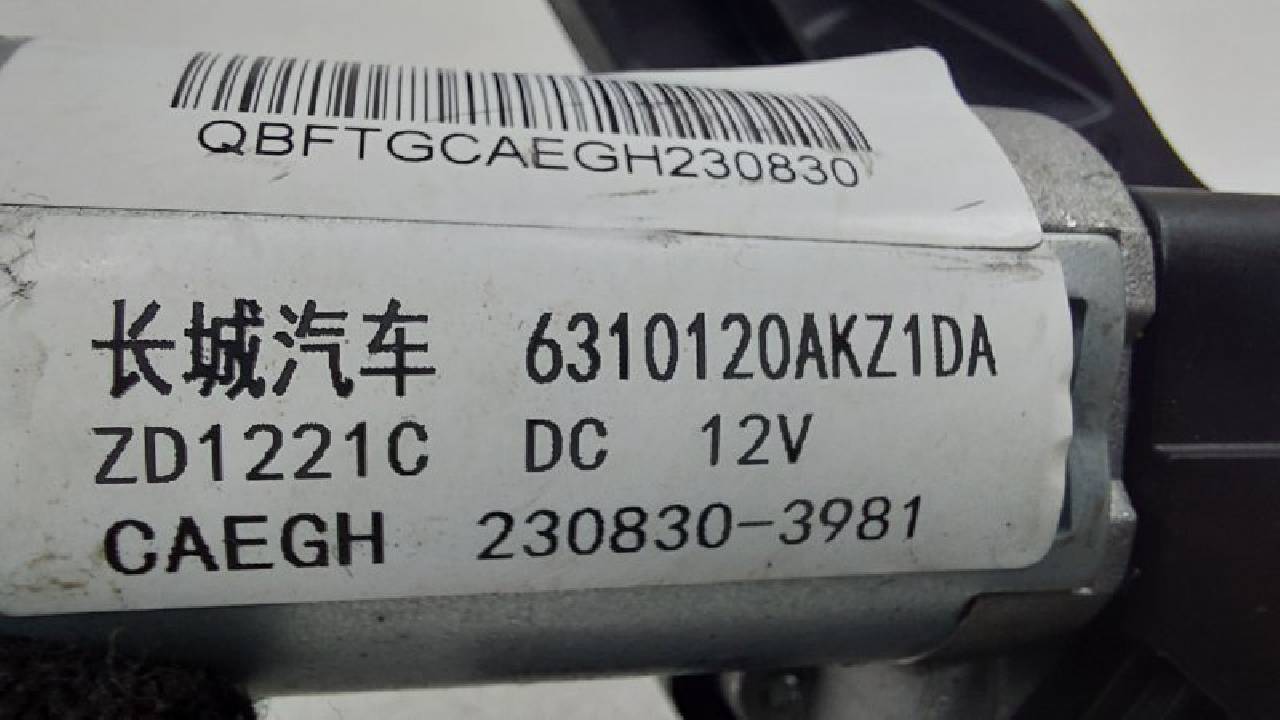 QBFTGCAEGH230830
长城汽车 6310120AKZ1DA
ZD1221C DC 12V
CAEGH 230830-3981